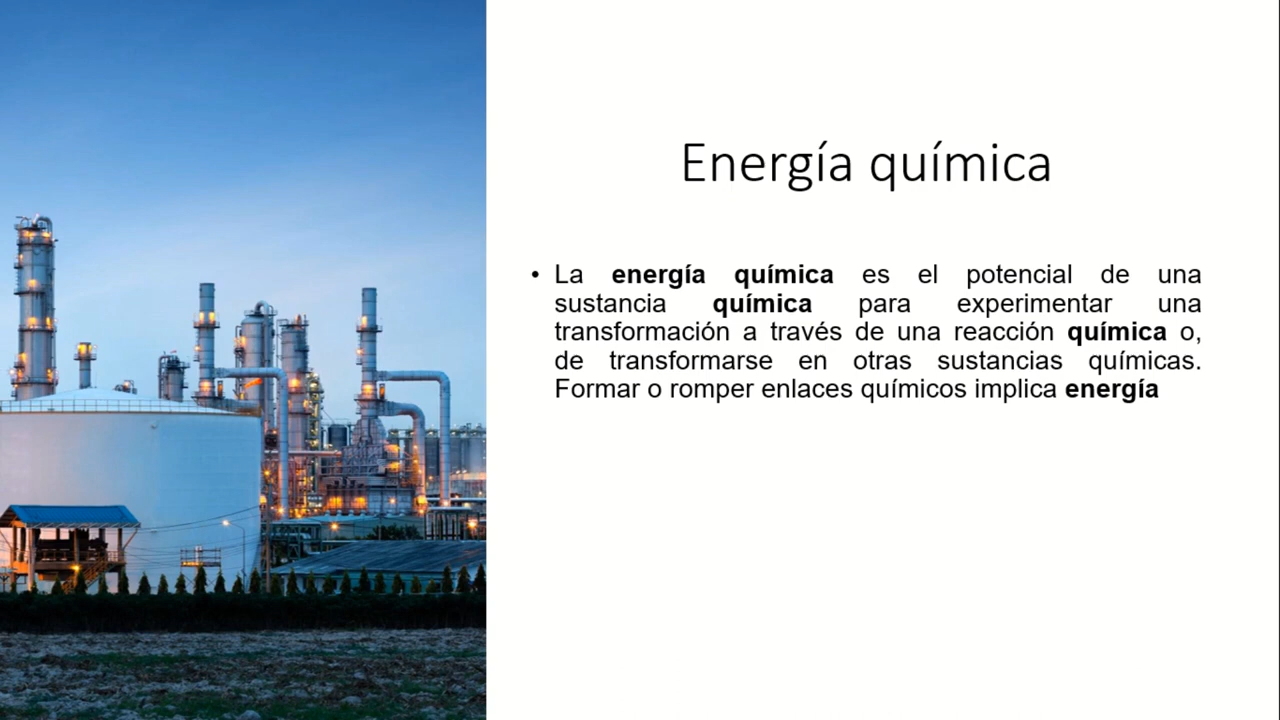 Energía química
• La energía química es el potencial de una
sustancia química para experimentar una
transformación a través de una reacción química o,
de transformarse en otras sustancias químicas.
Formar o romper enlaces químicos implica energía